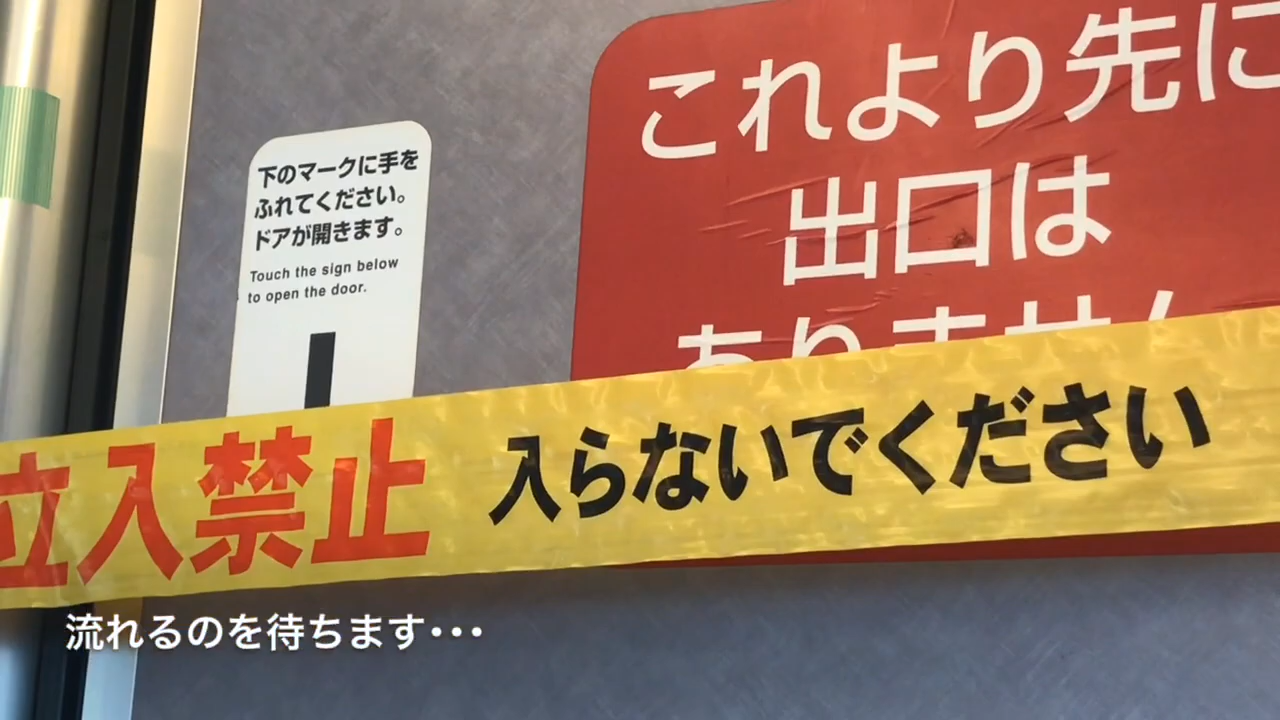 下のマークに手を
ふれてください。
ドアが開きます。
Touch the sign below
to open the door.
これより先に
出口は
ありません
立入禁止 入らないでください
流れるのを待ちます･･･